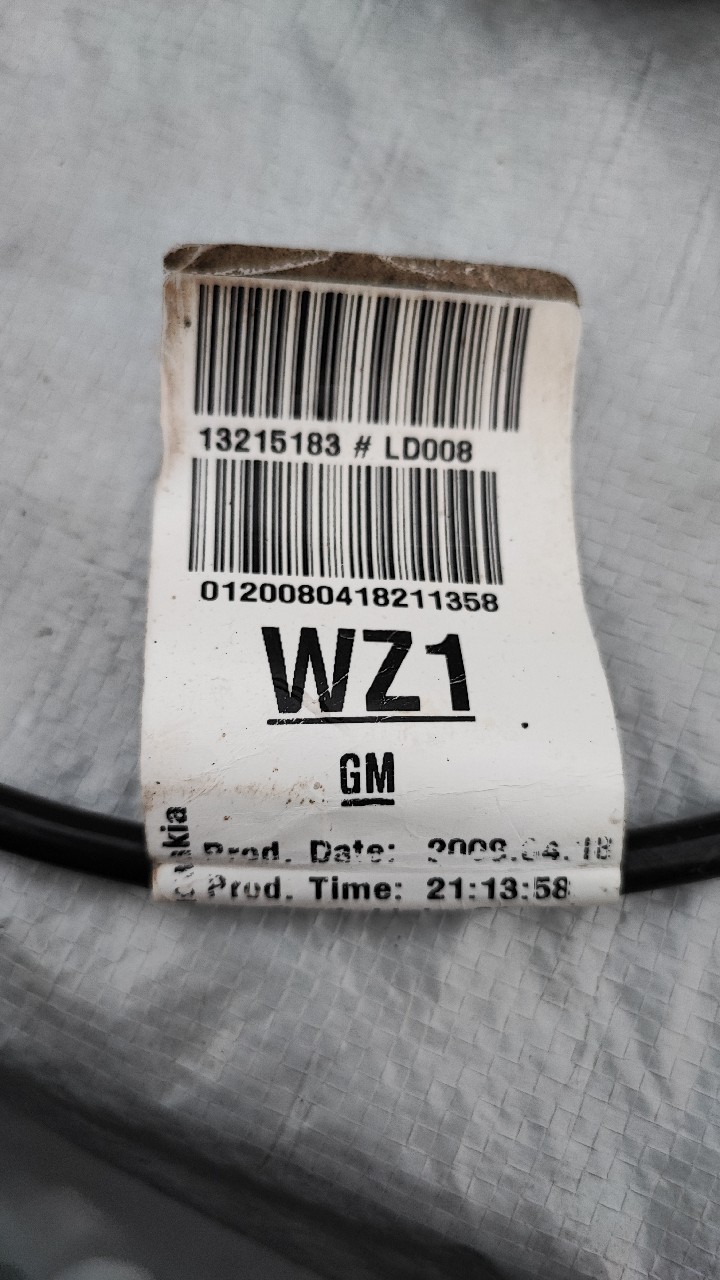 13215183 # LD008
0120080418211358
WZ1
GM
Prod. Date: 2008.04.18
Prod. Time: 21:13:58